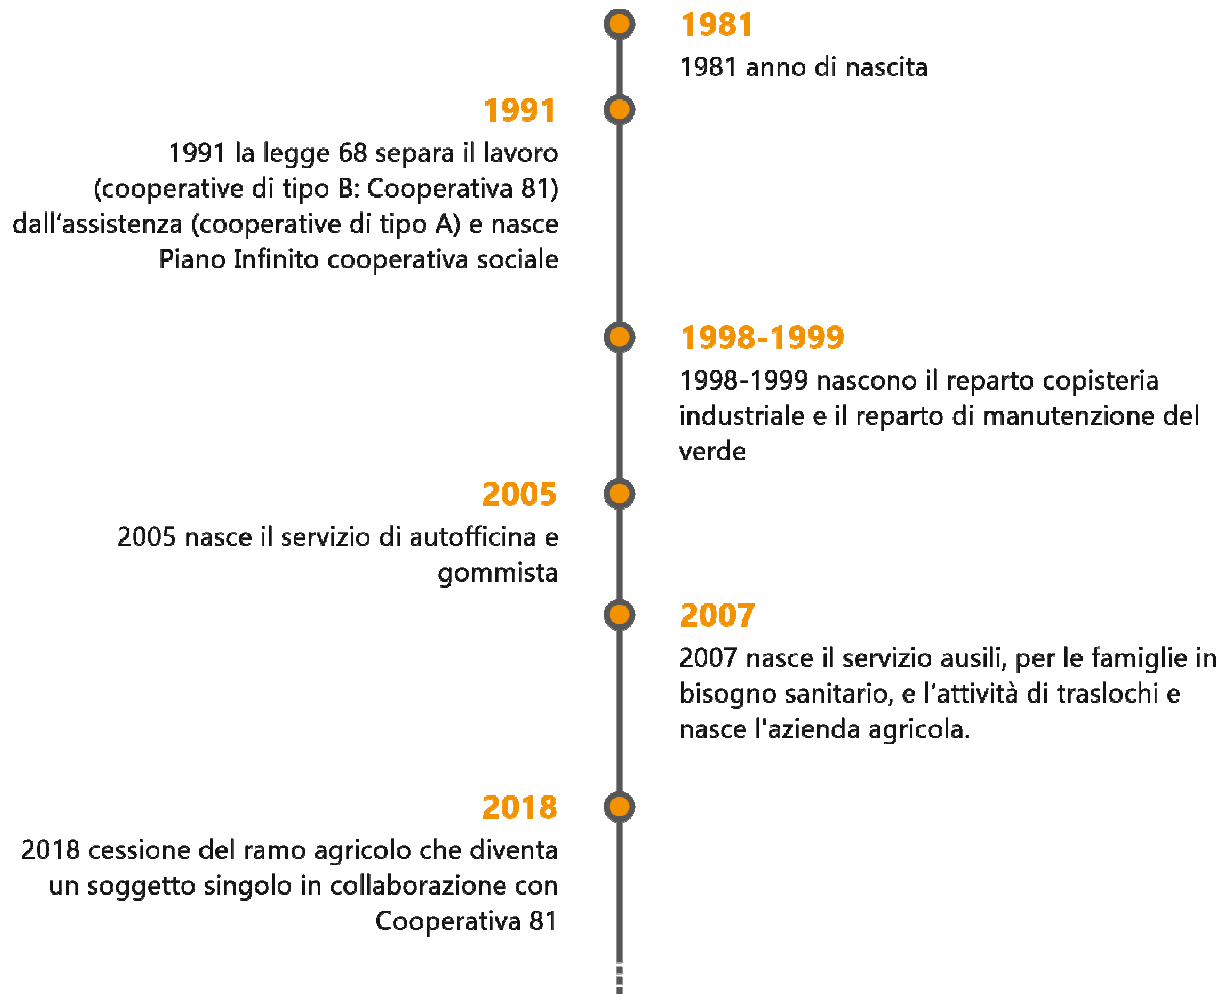 1981
1981 anno di nascita
1991
1991 la legge 68 separa il lavoro
(cooperative di tipo B: Cooperativa 81)
dall'assistenza (cooperative di tipo A) e nasce
Piano Infinito cooperativa sociale
1998-1999
1998-1999 nascono il reparto copisteria
industriale e il reparto di manutenzione del
verde
2005
2005 nasce il servizio di autofficina e
gommista
2007
2007 nasce il servizio ausili, per le famiglie in
bisogno sanitario, e l'attività di traslochi e
nasce l'azienda agricola.
2018
2018 cessione del ramo agricolo che diventa
un soggetto singolo in collaborazione con
Cooperativa 81